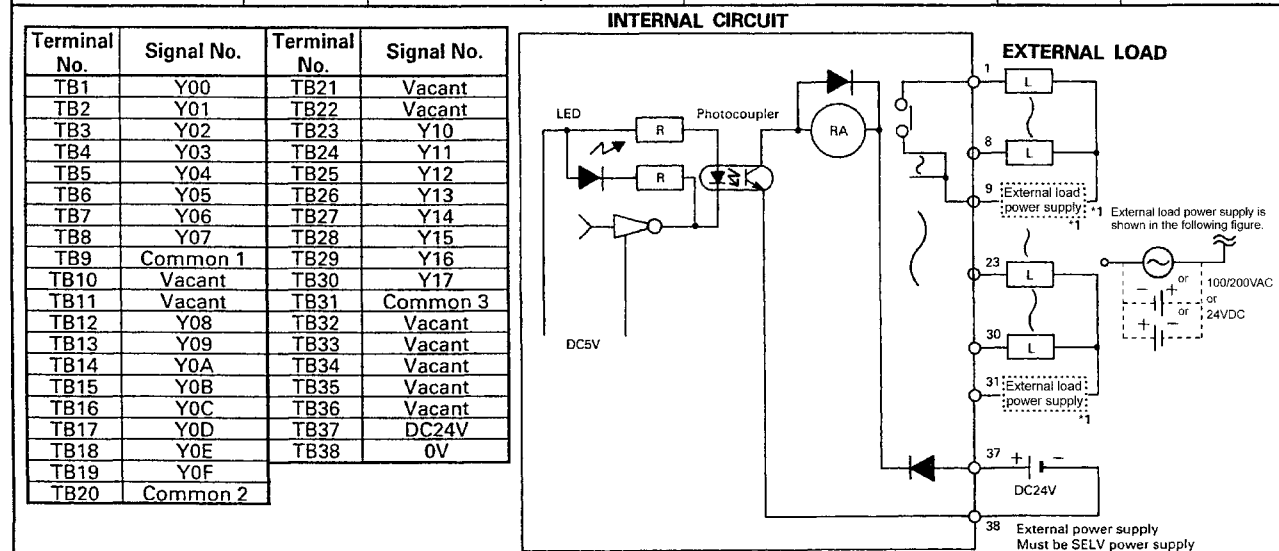 INTERNAL CIRCUIT
Terminal No. Signal No. Terminal No. Signal No.
TB1 Y00 TB21 Vacant
TB2 Y01 TB22 Vacant
TB3 Y02 TB23 Y10
TB4 Y03 TB24 Y11
TB5 Y04 TB25 Y12
TB6 Y05 TB26 Y13
TB7 Y06 TB27 Y14
TB8 Y07 TB28 Y15
TB9 Common 1 TB29 Y16
TB10 Vacant TB30 Y17
TB11 Vacant TB31 Common 3
TB12 Y08 TB32 Vacant
TB13 Y09 TB33 Vacant
TB14 Y0A TB34 Vacant
TB15 Y0B TB35 Vacant
TB16 Y0C TB36 Vacant
TB17 Y0D TB37 DC24V
TB18 Y0E TB38 0V
TB19 Y0F
TB20 Common 2
LED
R
R
Photocoupler
RA
DC5V
EXTERNAL LOAD
1
L
8
L
9
External load
power supply
*1
*1 External load power supply is
shown in the following figure.
23
L
30
L
31
External load
power supply
*1
or
100/200VAC
or
24VDC
- +
or
+ -
37
+ -
DC24V
38
External power supply
Must be SELV power supply